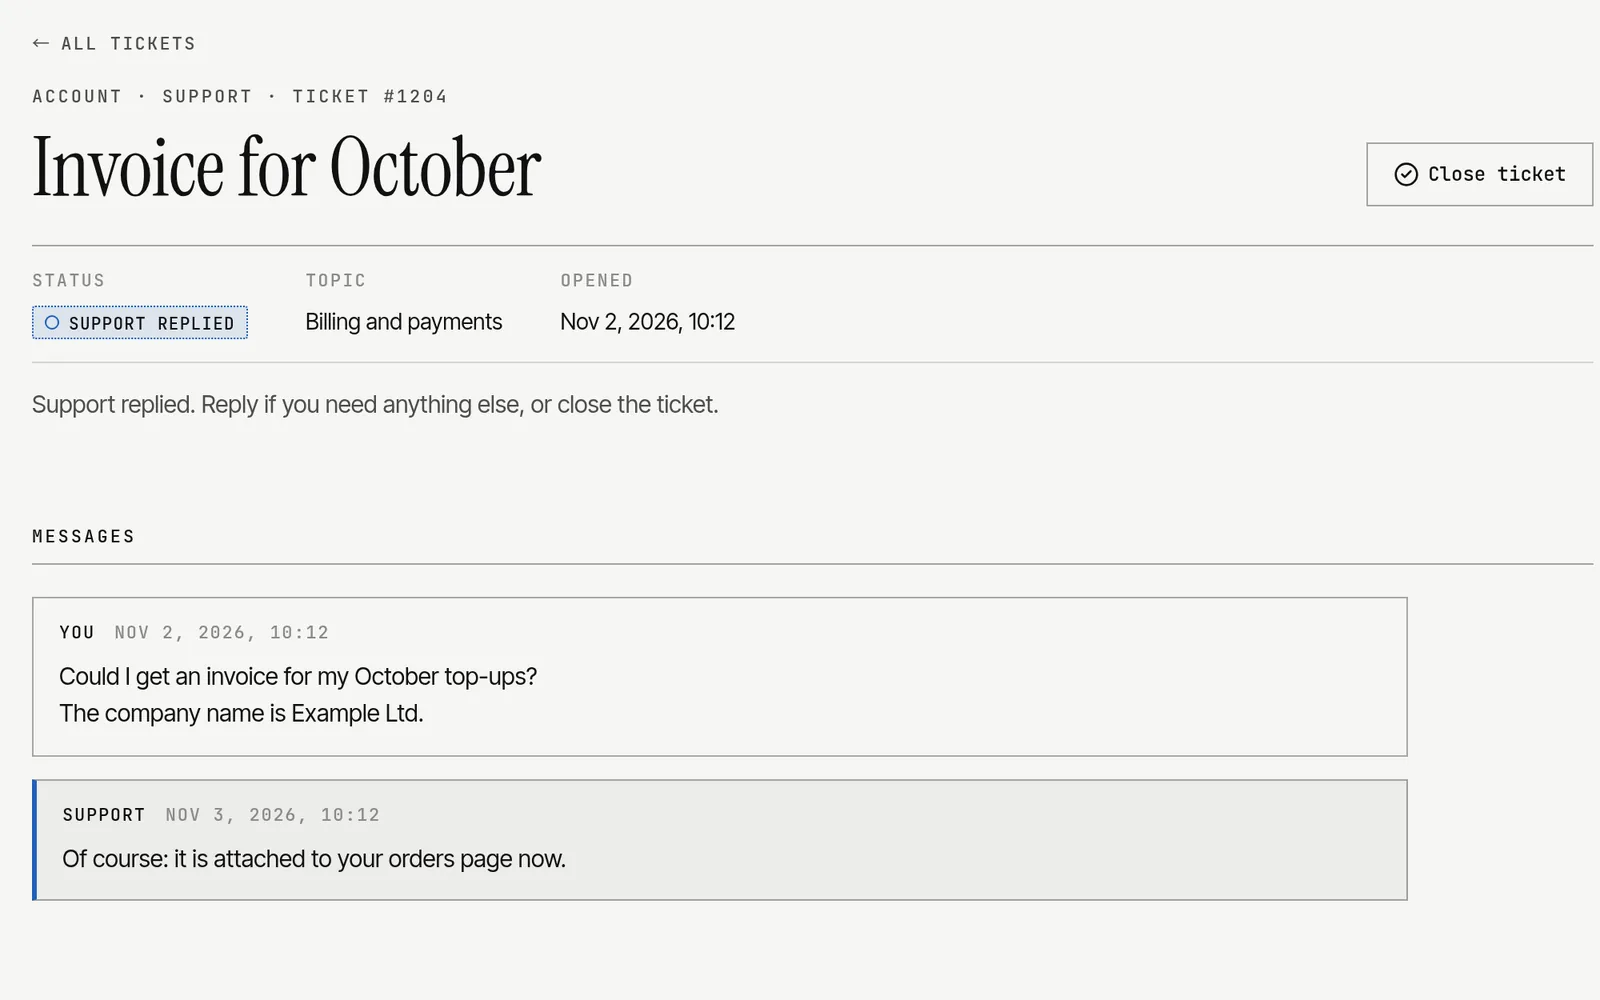 ← ALL TICKETS
ACCOUNT · SUPPORT · TICKET #1204
Invoice for October
Close ticket
STATUS TOPIC OPENED
SUPPORT REPLIED Billing and payments Nov 2, 2026, 10:12
Support replied. Reply if you need anything else, or close the ticket.
MESSAGES
YOU NOV 2, 2026, 10:12
Could I get an invoice for my October top-ups?
The company name is Example Ltd.
SUPPORT NOV 3, 2026, 10:12
Of course: it is attached to your orders page now.